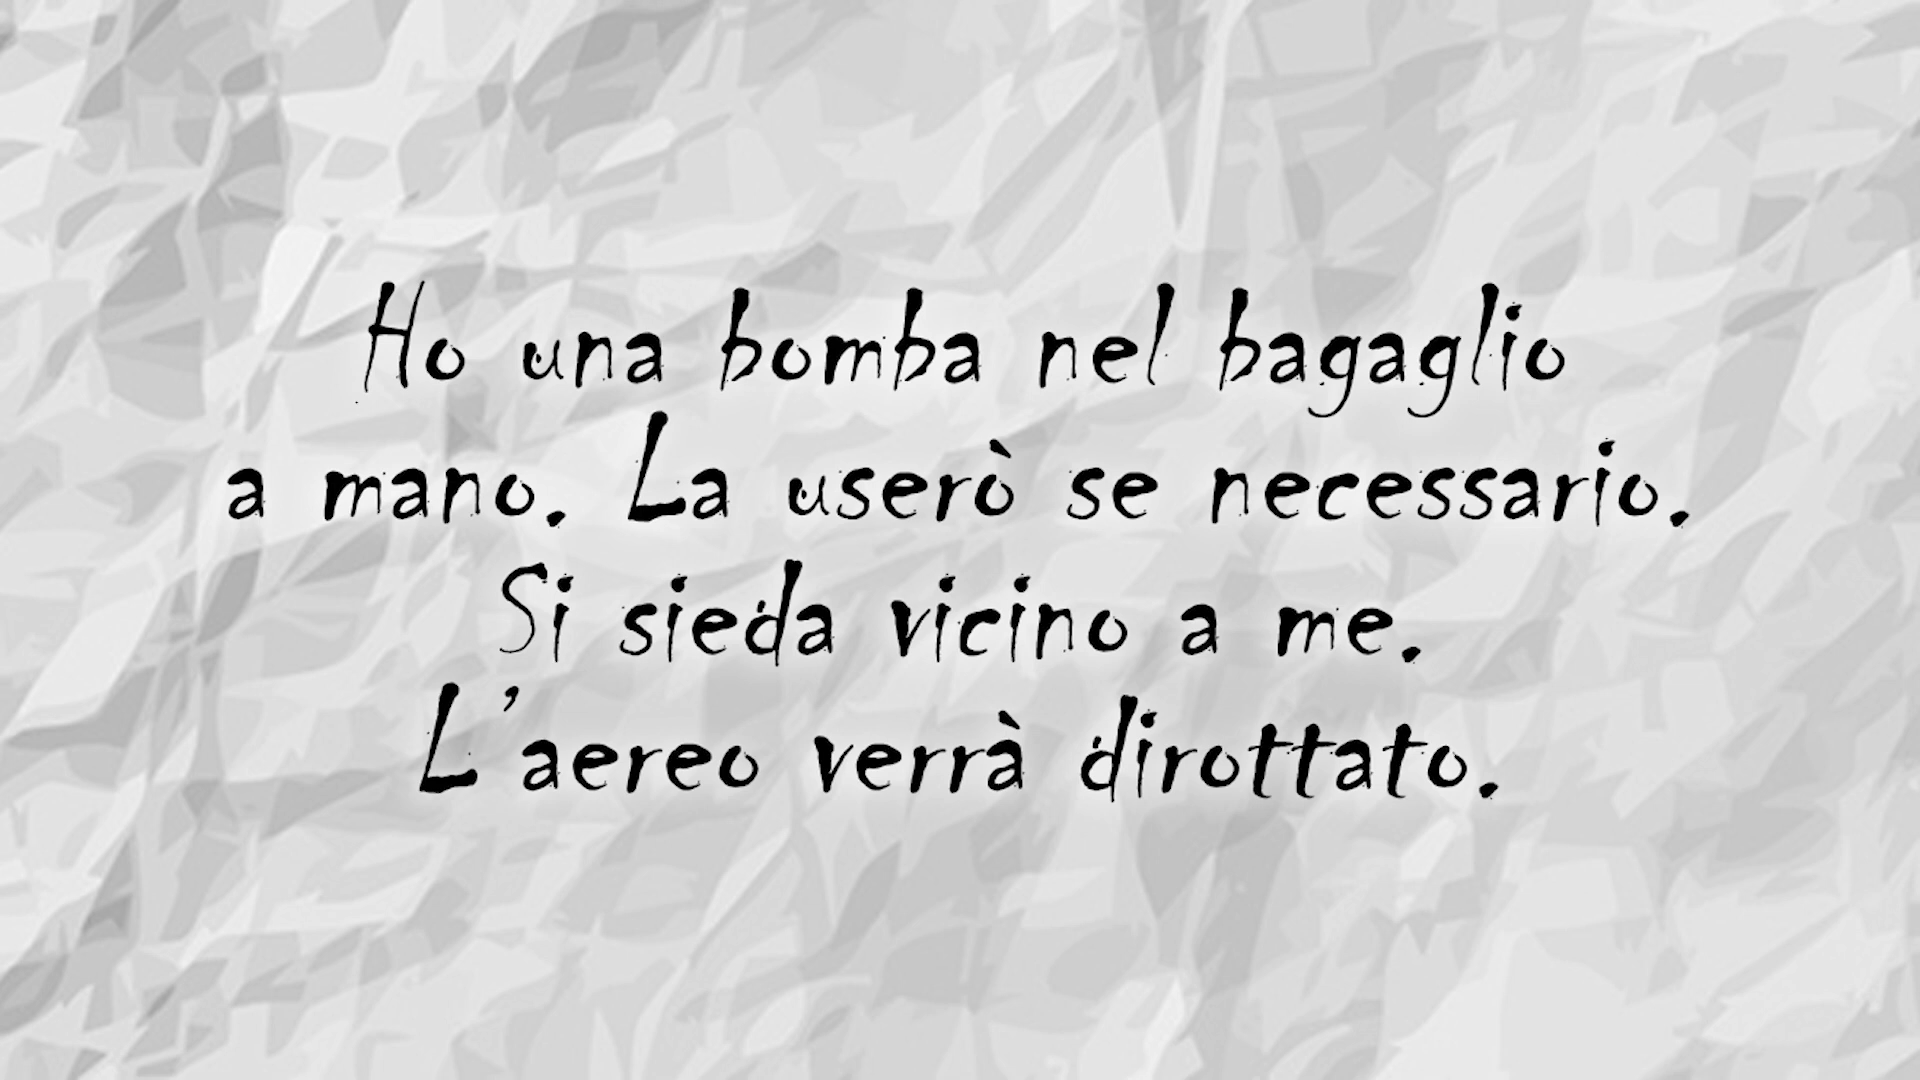 Ho una bomba nel bagaglio
a mano. La userò se necessario.
Si sieda vicino a me.
L'aereo verrà dirottato.